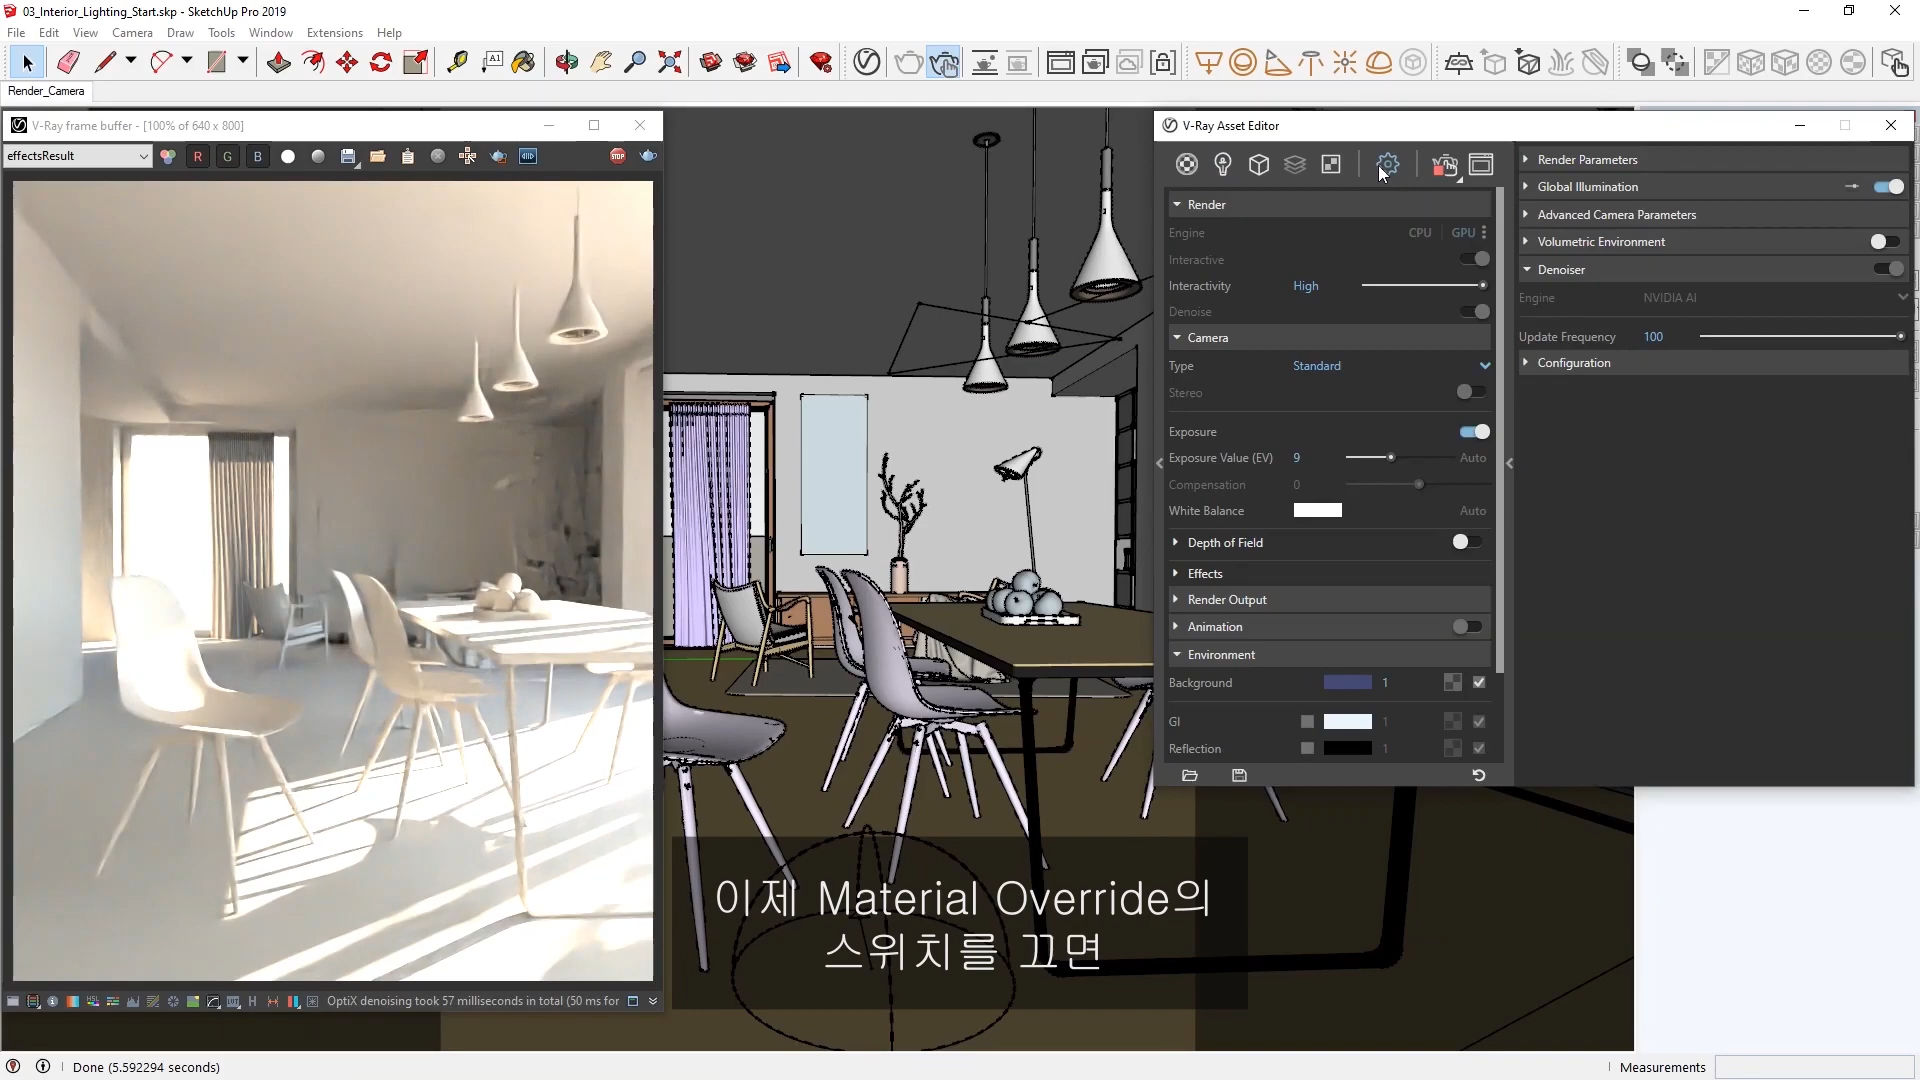 03_Interior_Lighting_Start.skp - SketchUp Pro 2019
File Edit View Camera Draw Tools Window Extensions Help
A1
Render_Camera
V-Ray frame buffer - [100% of 640 x 800]
effectsResult
R G B
STOP
OptiX denoising took 57 milliseconds in total (50 ms for
V-Ray Asset Editor
Render
Engine CPU GPU
Interactive
Interactivity High
Denoise
Camera
Type Standard
Stereo
Exposure
Exposure Value (EV) 9 Auto
Compensation 0
White Balance Auto
Depth of Field
Effects
Render Output
Animation
Environment
Background 1
GI 1
Reflection 1
Render Parameters
Global Illumination
Advanced Camera Parameters
Volumetric Environment
Denoiser
Engine NVIDIA AI
Update Frequency 100
Configuration
이제 Material Override의
스위치를 끄면
Done (5.592294 seconds)
Measurements